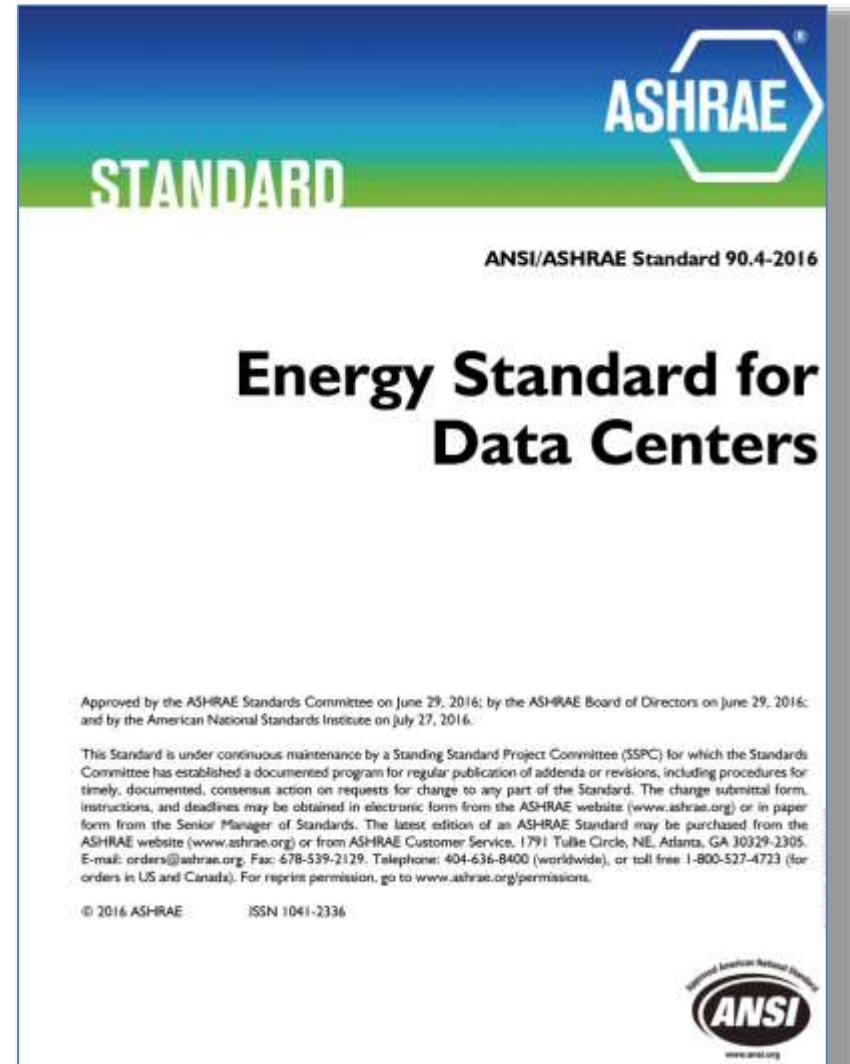 ASHRAE®
STANDARD
ANSI/ASHRAE Standard 90.4-2016
Energy Standard for
Data Centers
Approved by the ASHRAE Standards Committee on June 29, 2016; by the ASHRAE Board of Directors on June 29, 2016;
and by the American National Standards Institute on July 27, 2016.
This Standard is under continuous maintenance by a Standing Standard Project Committee (SSPC) for which the Standards
Committee has established a documented program for regular publication of addenda or revisions, including procedures for
timely, documented, consensus action on requests for change to any part of the Standard. The change submittal form,
instructions, and deadlines may be obtained in electronic form from the ASHRAE website (www.ashrae.org) or in paper
form from the Senior Manager of Standards. The latest edition of an ASHRAE Standard may be purchased from the
ASHRAE website (www.ashrae.org) or from ASHRAE Customer Service, 1791 Tullie Circle, NE, Atlanta, GA 30329-2305.
E-mail: orders@ashrae.org. Fax: 678-539-2129. Telephone: 404-636-8400 (worldwide), or toll free 1-800-527-4723 (for
orders in US and Canada). For reprint permission, go to www.ashrae.org/permissions.
© 2016 ASHRAE ISSN 1041-2336
Approved American National Standard
ANSI
www.ansi.org